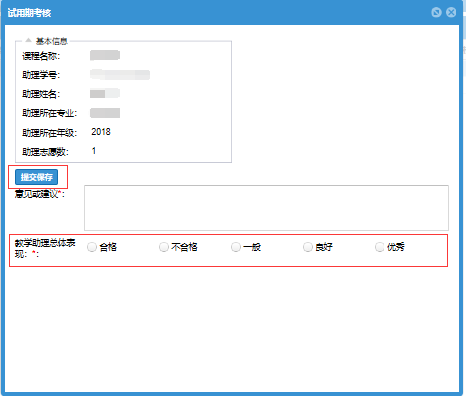 试用期考核
基本信息
课程名称：
助理学号：
助理姓名：
助理所在专业：
助理所在年级： 2018
助理志愿数： 1
提交保存
意见或建议*：
教学助理总体表
现：*： 合格 不合格 一般 良好 优秀